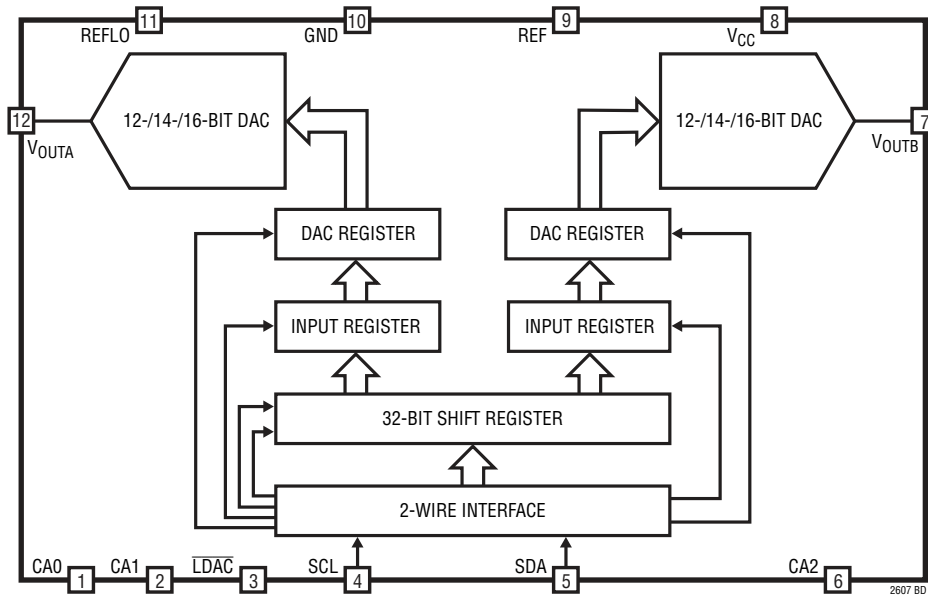 11
10
9
8
REFLO
GND
REF
VCC
12-/14-/16-BIT DAC
12-/14-/16-BIT DAC
12
7
VOUTA
VOUTB
DAC REGISTER
DAC REGISTER
INPUT REGISTER
INPUT REGISTER
32-BIT SHIFT REGISTER
2-WIRE INTERFACE
CA0
CA1
LDAC
SCL
SDA
CA2
1
2
3
4
5
6
2607 BD